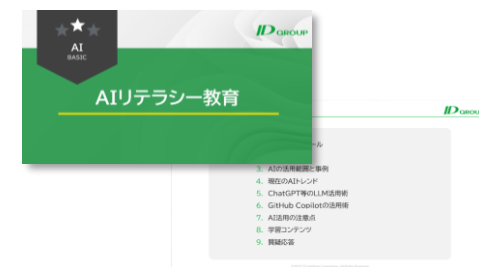 AI
BASIC
ID GROUP
AIリテラシー教育
ID GROU
ール
3. AIの活用範囲と事例
4. 現在のAIトレンド
5. ChatGPT等のLLM活用術
6. GitHub Copilotの活用術
7. AI活用の注意点
8. 学習コンテンツ
9. 質疑応答